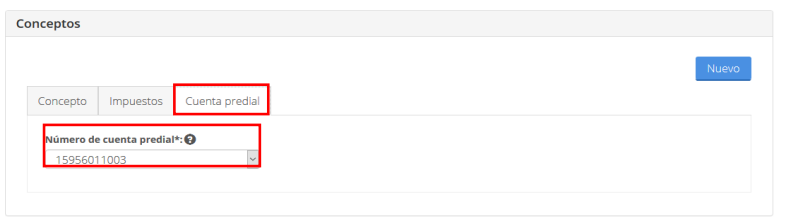 Conceptos
Nuevo
Concepto Impuestos Cuenta predial
Número de cuenta predial*:
15956011003